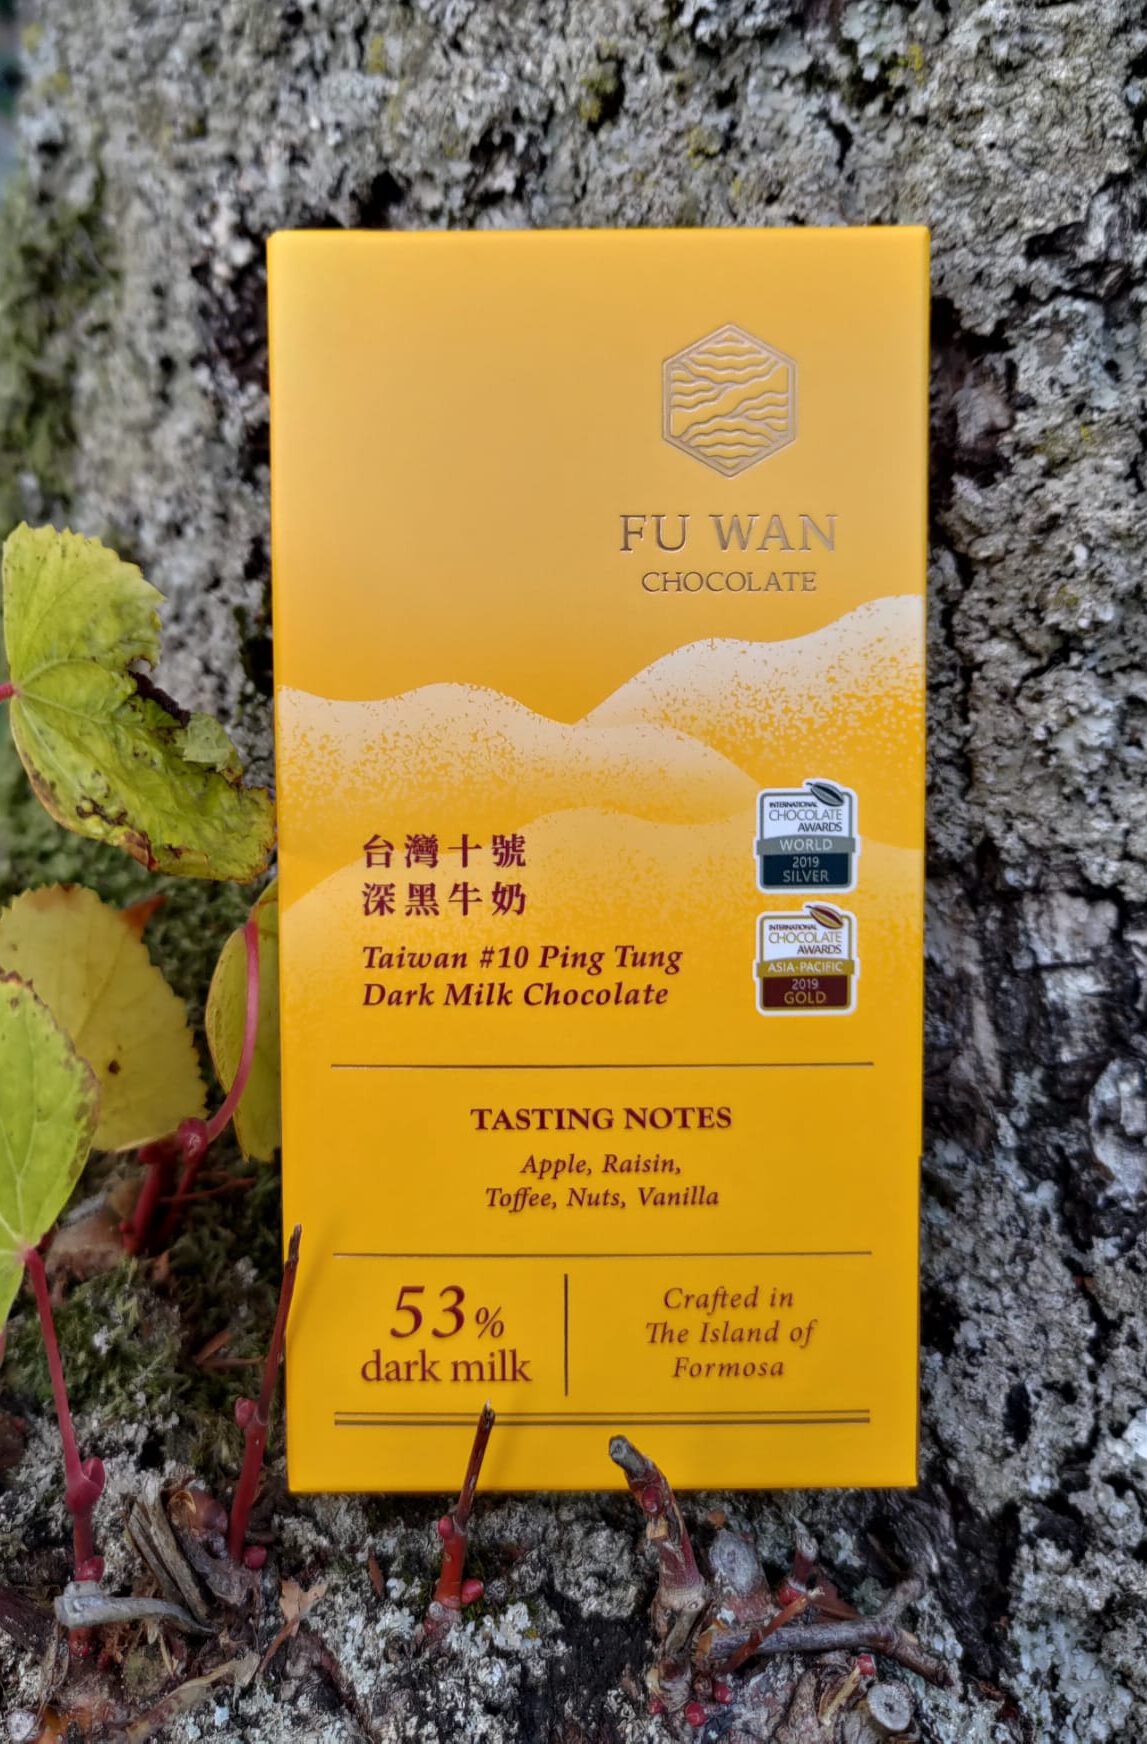 FU WAN
CHOCOLATE
台灣十號
深黑牛奶
Taiwan #10 Ping Tung
Dark Milk Chocolate
INTERNATIONAL
CHOCOLATE
AWARDS
WORLD
2019
SILVER
INTERNATIONAL
CHOCOLATE
AWARDS
ASIA-PACIFIC
2019
GOLD
TASTING NOTES
Apple, Raisin,
Toffee, Nuts, Vanilla
53%
dark milk
Crafted in
The Island of
Formosa